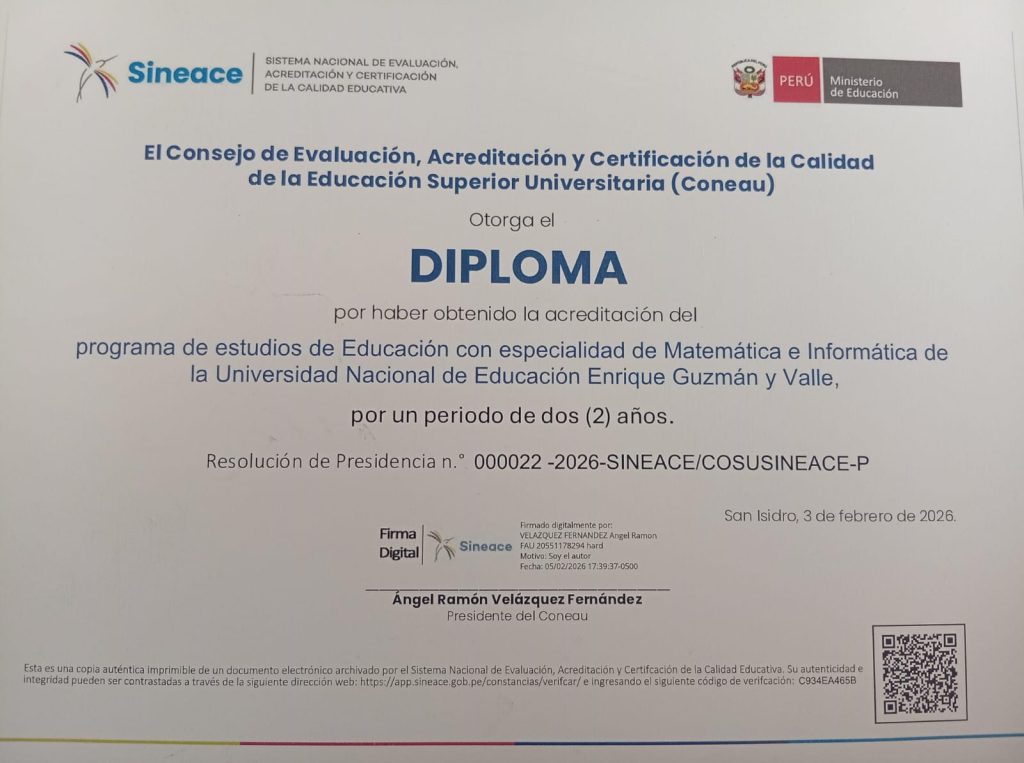 Sineace
SISTEMA NACIONAL DE EVALUACIÓN,
ACREDITACIÓN Y CERTIFICACIÓN
DE LA CALIDAD EDUCATIVA
PERÚ
Ministerio
de Educación
El Consejo de Evaluación, Acreditación y Certificación de la Calidad
de la Educación Superior Universitaria (Coneau)
Otorga el
DIPLOMA
por haber obtenido la acreditación del
programa de estudios de Educación con especialidad de Matemática e Informática de
la Universidad Nacional de Educación Enrique Guzmán y Valle,
por un periodo de dos (2) años.
Resolución de Presidencia n.° 000022 -2026-SINEACE/COSUSINEACE-P
San Isidro, 3 de febrero de 2026.
Firma
Digital
Sineace
Firmado digitalmente por:
VELAZQUEZ FERNANDEZ Angel Ramon
FAU 20551178294 hard
Motivo: Soy el autor
Fecha: 05/02/2026 17:39:37-0500
Ángel Ramón Velázquez Fernández
Presidente del Coneau
Esta es una copia auténtica imprimible de un documento electrónico archivado por el Sistema Nacional de Evaluación, Acreditación y Certifcación de la Calidad Educativa. Su autenticidad e
integridad pueden ser contrastadas a través de la siguiente dirección web: https://app.sineace.gob.pe/constancias/verifcar/ e ingresando el siguiente código de verifcación: C934EA465B